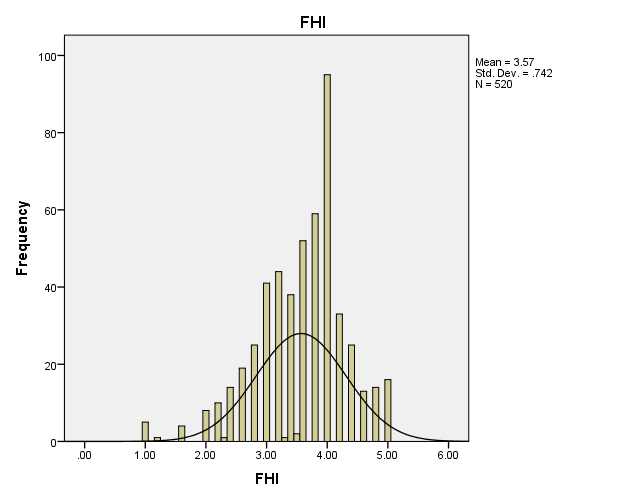 FHI
Mean = 3.57
Std. Dev. = .742
N = 520
100
80
60
40
20
0
Frequency
.00 1.00 2.00 3.00 4.00 5.00 6.00
FHI